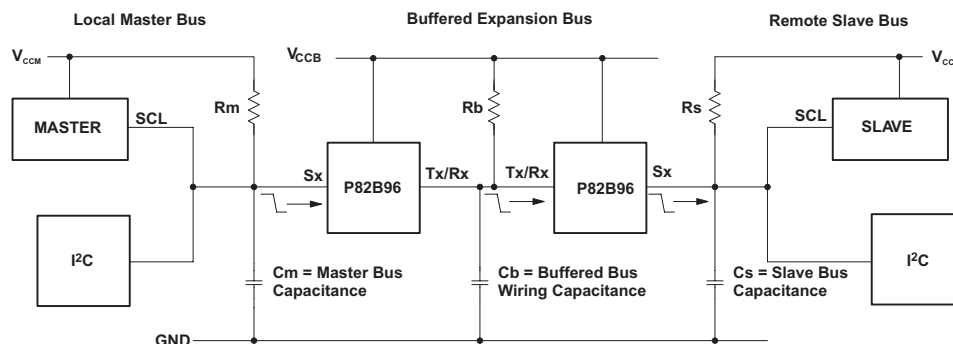 Local Master Bus
Buffered Expansion Bus
Remote Slave Bus
VCCM
VCCB
VCC
MASTER
SCL
Rm
Rb
Rs
SCL
SLAVE
Sx
P82B96
Tx/Rx
Tx/Rx
P82B96
Sx
I²C
I²C
Cm = Master Bus
Capacitance
Cb = Buffered Bus
Wiring Capacitance
Cs = Slave Bus
Capacitance
GND